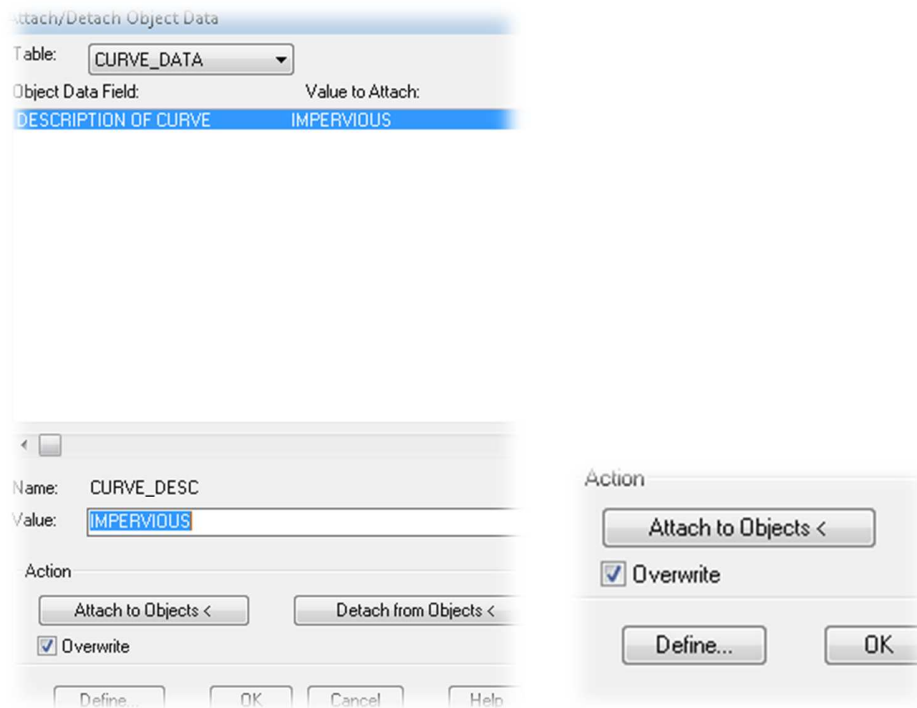 Attach/Detach Object Data
Table: CURVE_DATA
Object Data Field: Value to Attach:
DESCRIPTION OF CURVE IMPERVIOUS
Name: CURVE_DESC
Value: IMPERVIOUS
Action
Attach to Objects < Detach from Objects <
Overwrite
Define... OK Cancel Help
Action
Attach to Objects <
Overwrite
Define... OK